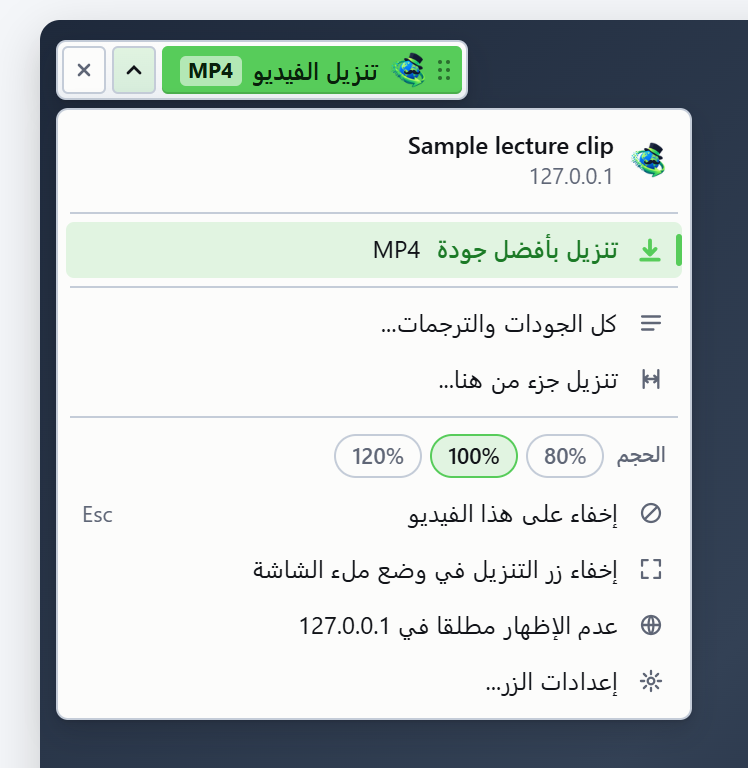 تنزيل الفيديو MP4
Sample lecture clip
127.0.0.1
تنزيل بأفضل جودة MP4
كل الجودات والترجمات...
تنزيل جزء من هنا...
الحجم 80% 100% 120%
إخفاء على هذا الفيديو Esc
إخفاء زر التنزيل في وضع ملء الشاشة
عدم الإظهار مطلقا في 127.0.0.1
إعدادات الزر...